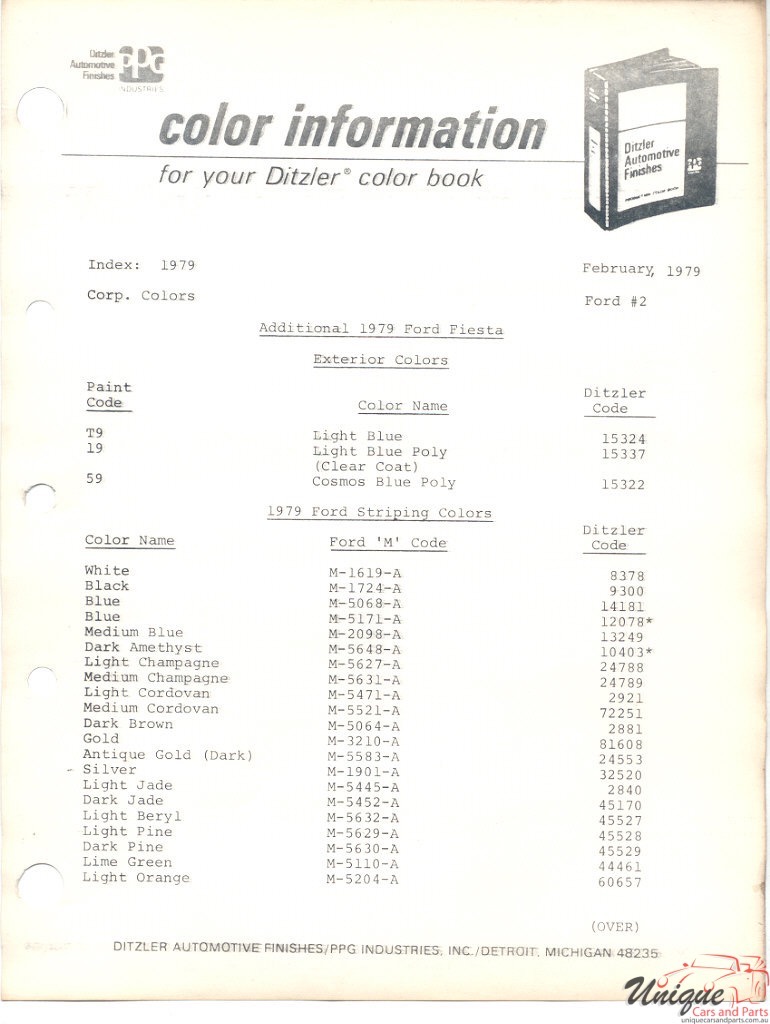 Ditzler
Automotive
Finishes
PPG
INDUSTRIES
color information
for your Ditzler® color book
Ditzler
Automotive
Finishes
PPG
Index: 1979
February, 1979
Corp. Colors
Ford #2
Additional 1979 Ford Fiesta
Exterior Colors
Paint
Code Color Name Ditzler
Code
T9 Light Blue 15324
19 Light Blue Poly 15337
(Clear Coat)
59 Cosmos Blue Poly 15322
1979 Ford Striping Colors
Color Name Ford 'M' Code Ditzler
Code
White M-1619-A 8378
Black M-1724-A 9300
Blue M-5068-A 14181
Blue M-5171-A 12078*
Medium Blue M-2098-A 13249
Dark Amethyst M-5648-A 10403*
Light Champagne M-5627-A 24788
Medium Champagne M-5631-A 24789
Light Cordovan M-5471-A 2921
Medium Cordovan M-5521-A 72251
Dark Brown M-5064-A 2881
Gold M-3210-A 81608
Antique Gold (Dark) M-5583-A 24553
- Silver M-1901-A 32520
Light Jade M-5445-A 2840
Dark Jade M-5452-A 45170
Light Beryl M-5632-A 45527
Light Pine M-5629-A 45528
Dark Pine M-5630-A 45529
Lime Green M-5110-A 44461
Light Orange M-5204-A 60657
(OVER)
DITZLER AUTOMOTIVE FINISHES/PPG INDUSTRIES, INC./DETROIT, MICHIGAN 48235
Unique
Cars and Parts
uniquecarsandparts.com.au